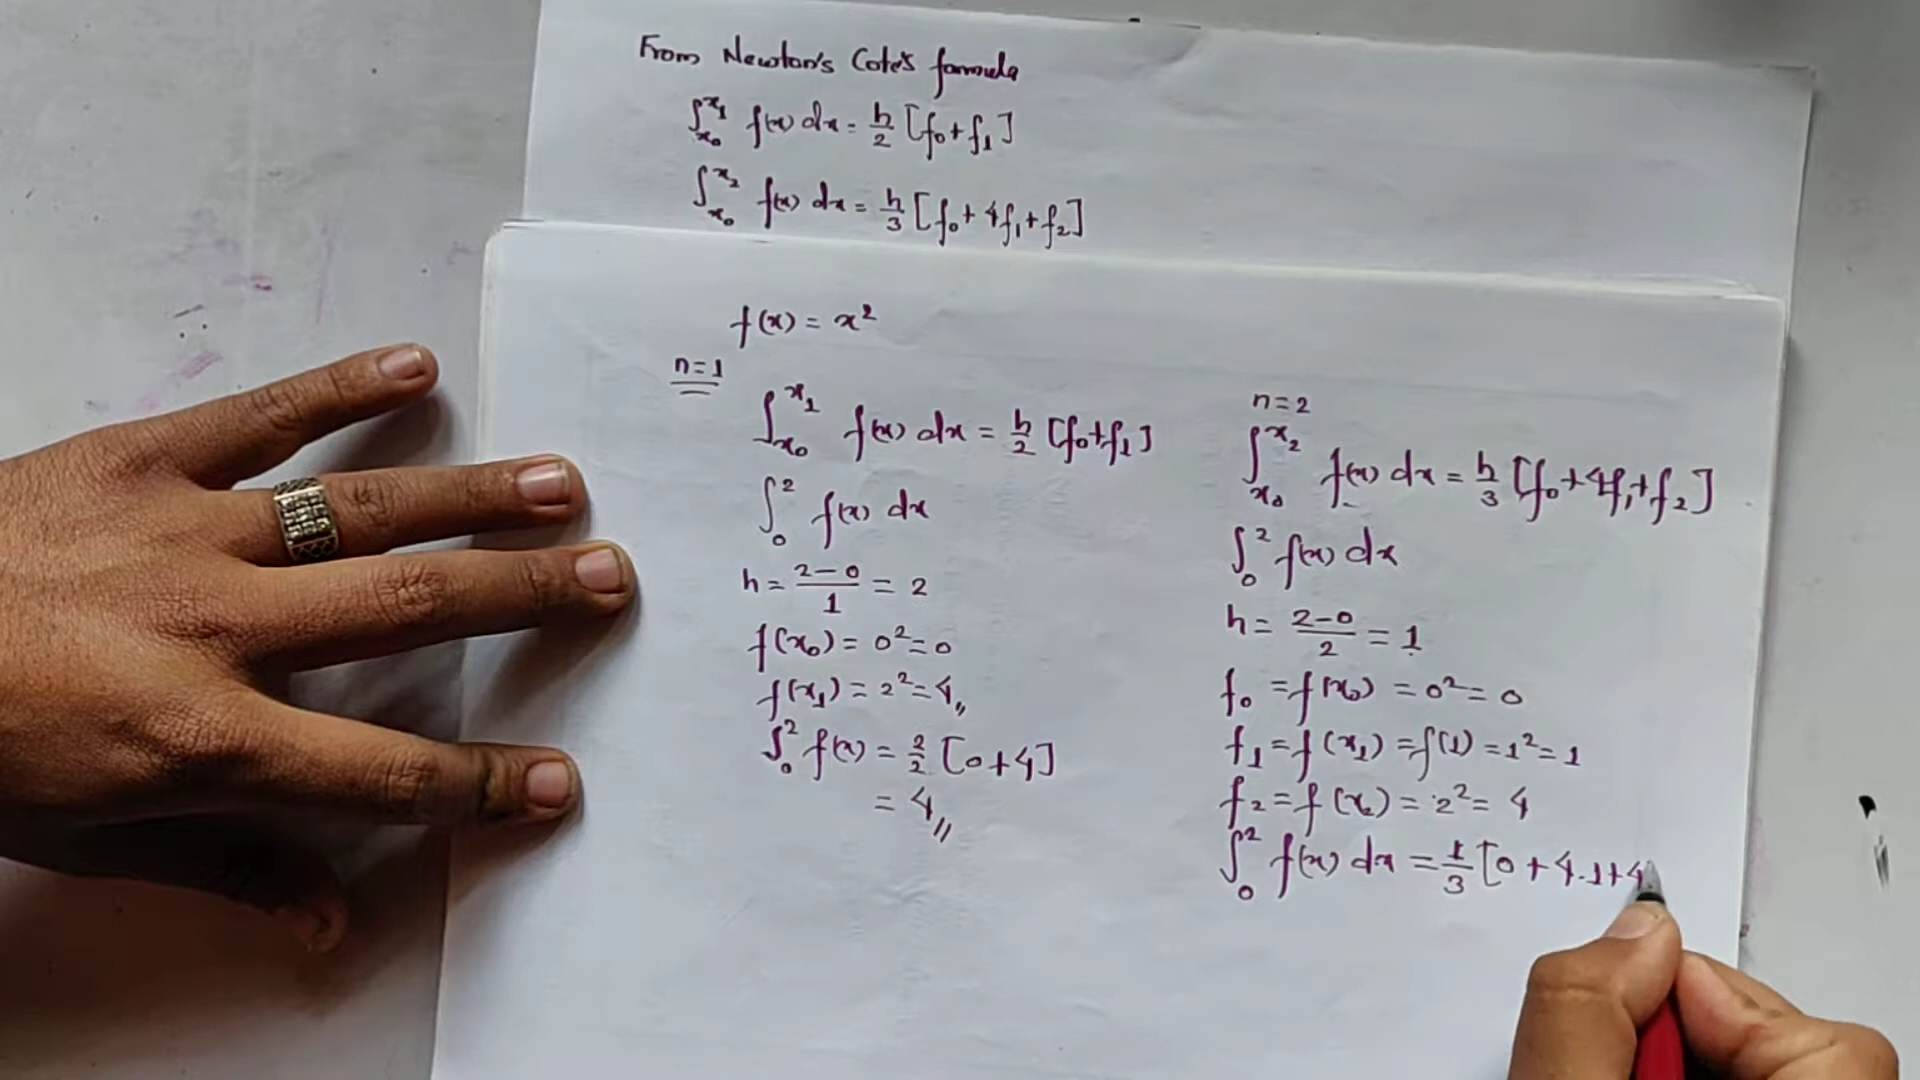 From Newton's Cote's formula
∫_{x₀}^{x₁} f(x) dx = h/2 [f₀+f₁]
∫_{x₀}^{x₂} f(x) dx = h/3 [f₀+4f₁+f₂]
f(x) = x²
n=1
∫_{x₀}^{x₁} f(x) dx = h/2 [f₀+f₁]
∫₀² f(x) dx
h = (2-0)/1 = 2
f(x₀) = 0² = 0
f(x₁) = 2² = 4,,
∫₀² f(x) = 2/2 [0+4]
= 4,,
n=2
∫_{x₀}^{x₂} f(x) dx = h/3 [f₀+4f₁+f₂]
∫₀² f(x) dx
h = (2-0)/2 = 1
f₀ = f(x₀) = 0² = 0
f₁ = f(x₁) = f(1) = 1² = 1
f₂ = f(x₂) = 2² = 4
∫₀² f(x) dx = 1/3 [0+4.1+4